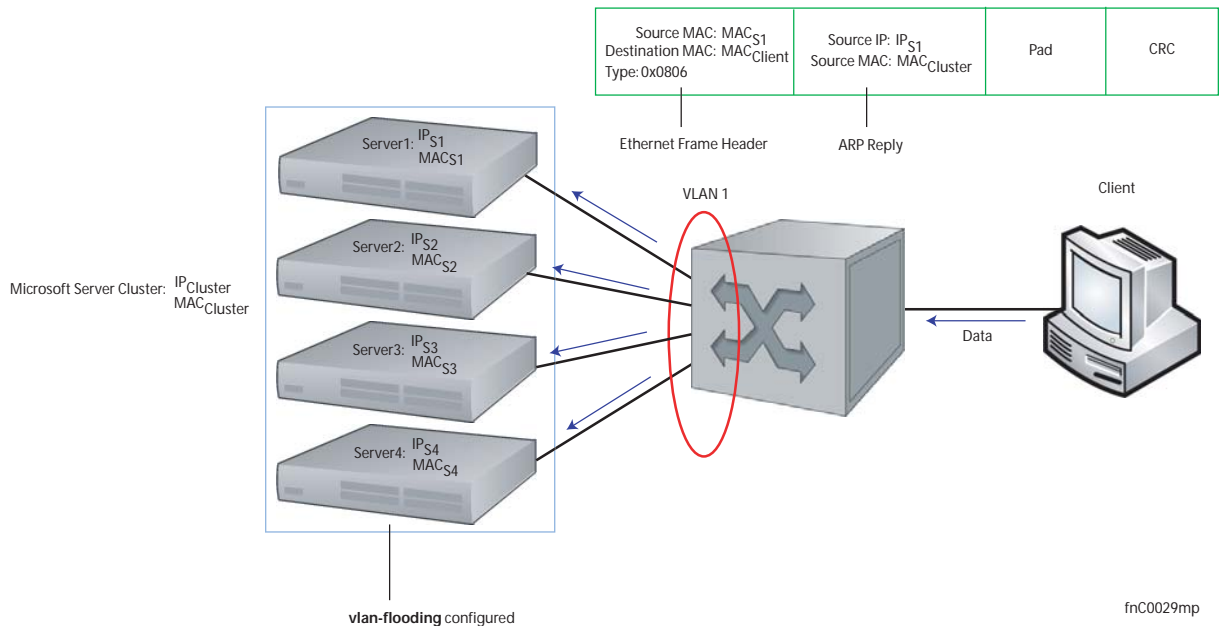 Source MAC: MACS1
Destination MAC: MACClient
Type: 0x0806
Source IP: IPS1
Source MAC: MACCluster
Pad
CRC
Ethernet Frame Header
ARP Reply
Server1: IPS1
MACS1
VLAN 1
Client
Server2: IPS2
MACS2
Microsoft Server Cluster: IPCluster
MACCluster
Data
Server3: IPS3
MACS3
Server4: IPS4
MACS4
vlan-flooding configured
fnC0029mp